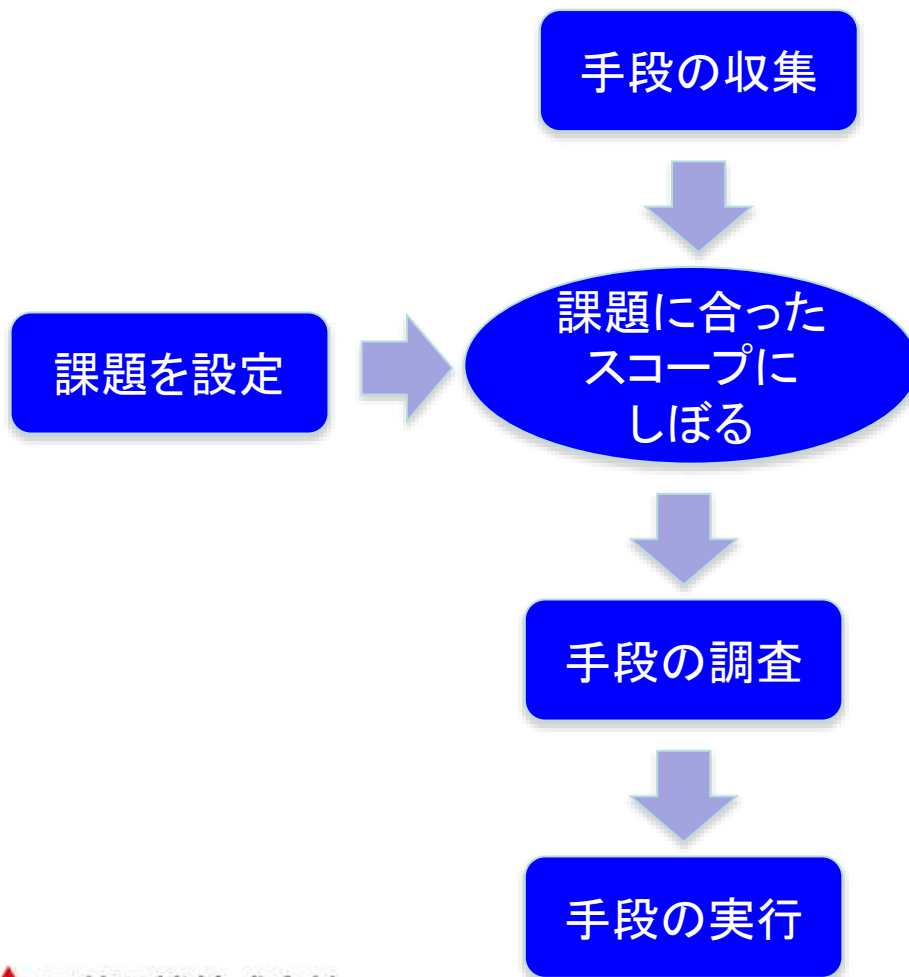 手段の収集
課題を設定
課題に合った
スコープに
しぼる
手段の調査
手段の実行